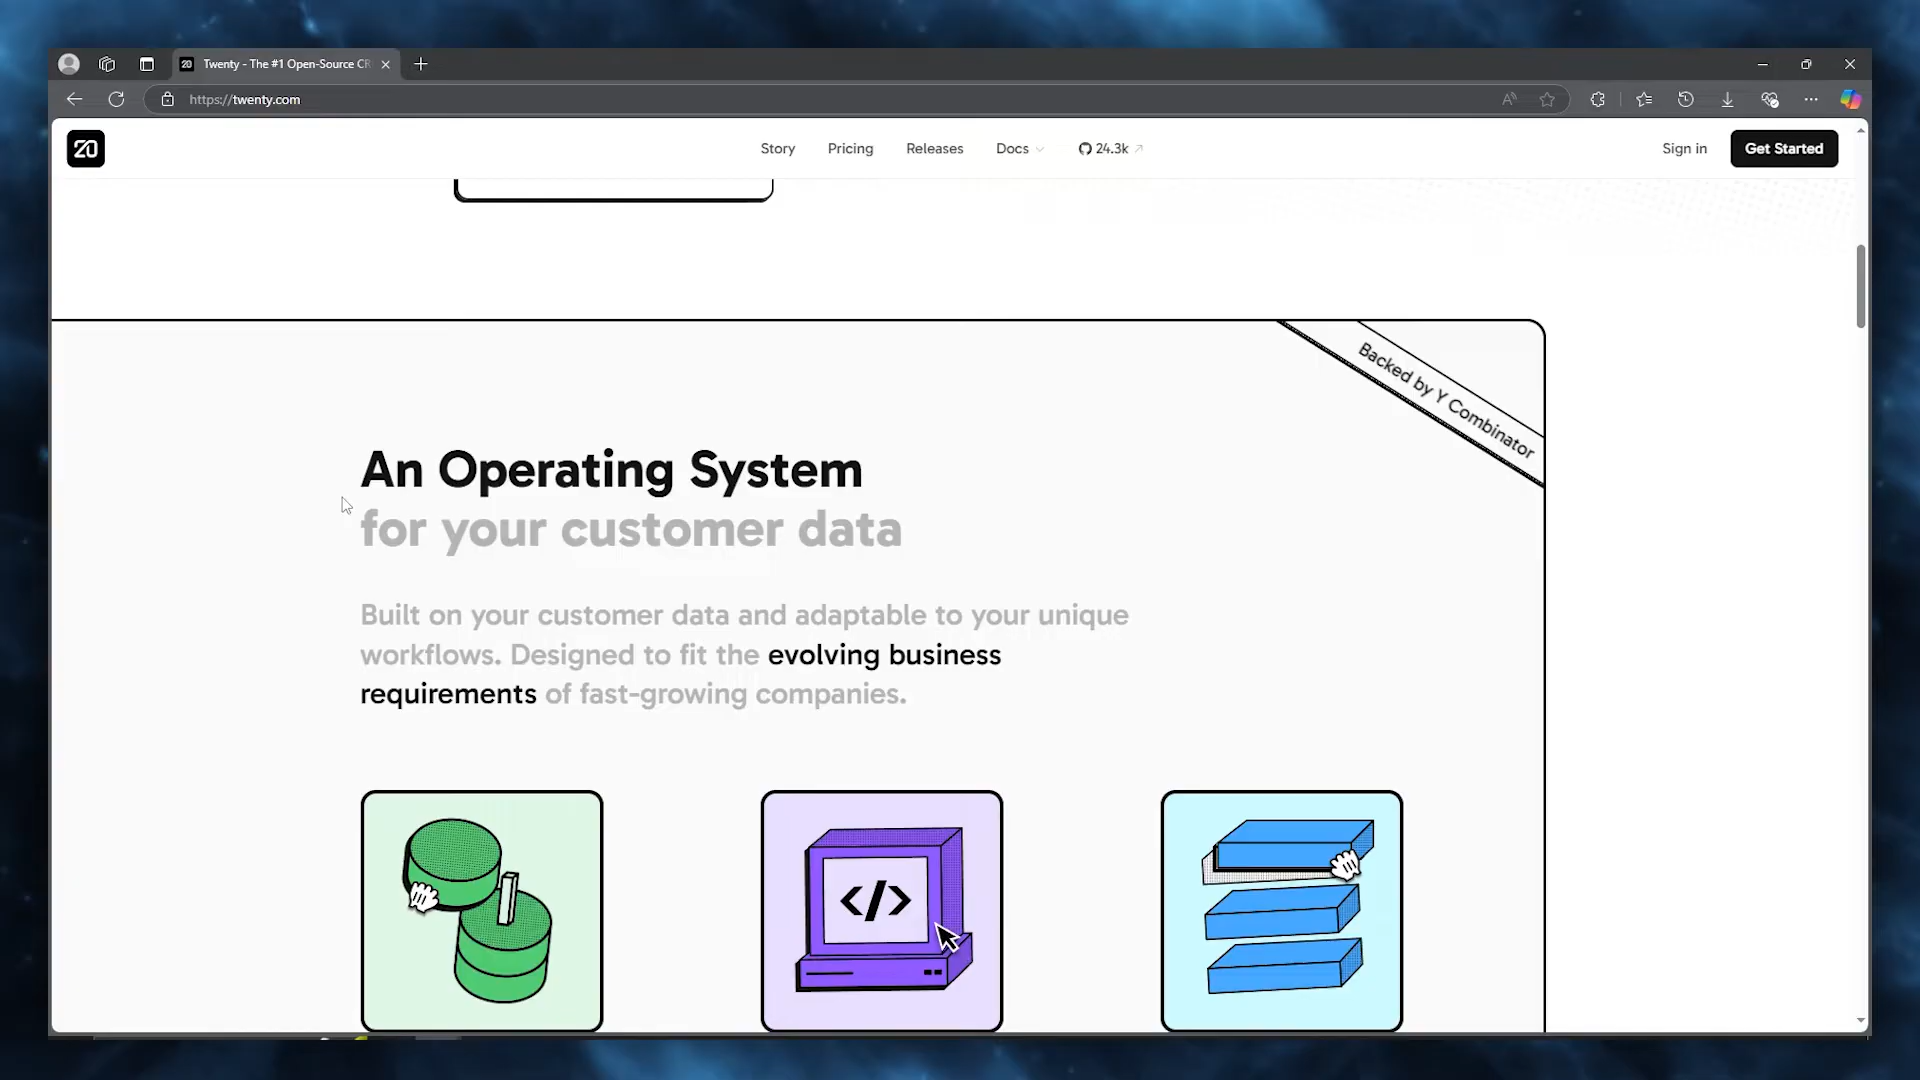 Twenty - The #1 Open-Source CR
https://twenty.com
20
Story
Pricing
Releases
Docs
24.3k
Sign in
Get Started
Backed by Y Combinator
An Operating System
for your customer data
Built on your customer data and adaptable to your unique
workflows. Designed to fit the evolving business
requirements of fast-growing companies.
</>